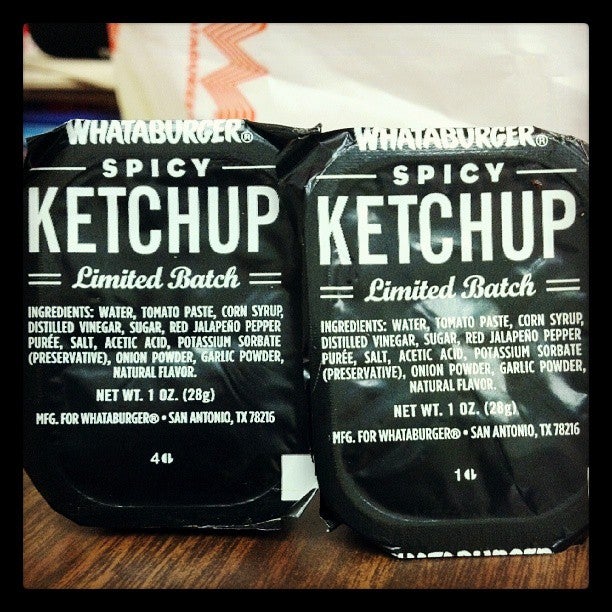 WHATABURGER®
SPICY
KETCHUP
Limited Batch
INGREDIENTS: WATER, TOMATO PASTE, CORN SYRUP,
DISTILLED VINEGAR, SUGAR, RED JALAPEÑO PEPPER
PURÉE, SALT, ACETIC ACID, POTASSIUM SORBATE
(PRESERVATIVE), ONION POWDER, GARLIC POWDER,
NATURAL FLAVOR.
NET WT. 1 OZ. (28g)
MFG. FOR WHATABURGER® • SAN ANTONIO, TX 78216
4
WHATABURGER®
SPICY
KETCHUP
Limited Batch
INGREDIENTS: WATER, TOMATO PASTE, CORN SYRUP,
DISTILLED VINEGAR, SUGAR, RED JALAPEÑO PEPPER
PURÉE, SALT, ACETIC ACID, POTASSIUM SORBATE
(PRESERVATIVE), ONION POWDER, GARLIC POWDER,
NATURAL FLAVOR.
NET WT. 1 OZ. (28g)
MFG. FOR WHATABURGER® • SAN ANTONIO, TX 78216
1
WHATABURGER